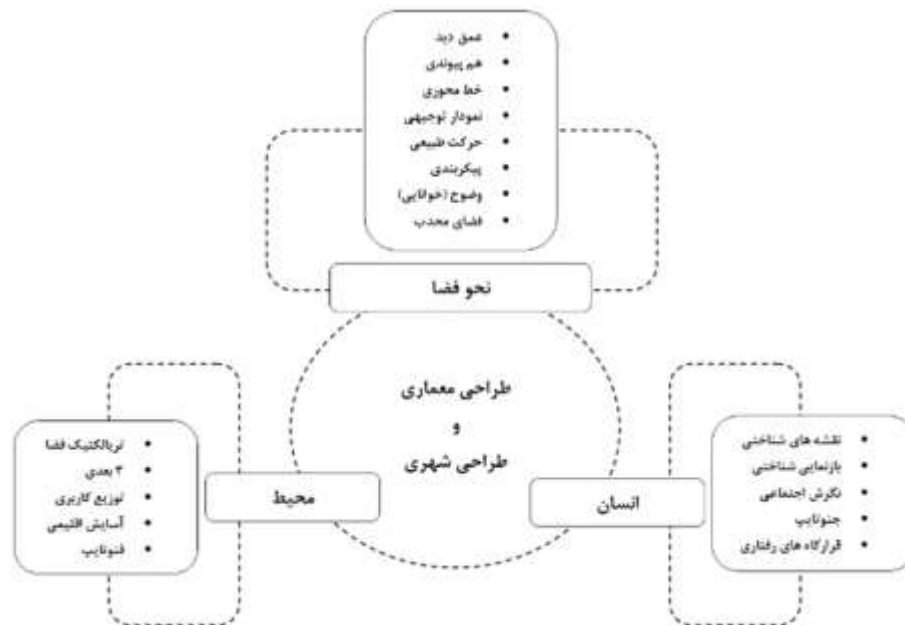 عمق دید
هم پیوندی
خط محوری
نمودار توجیهی
حرکت طبیعی
پیکربندی
وضوح (خوانایی)
فضای محدب
نحو فضا
طراحی معماری
و
طراحی شهری
نقشه های شناختی
بازنمایی شناختی
نگرش اجتماعی
جنوتایپ
قرارگاه های رفتاری
انسان
تریالکتیک فضا
۳ بعدی
توزیع کاربری
آسایش اقلیمی
فنوتایپ
محیط